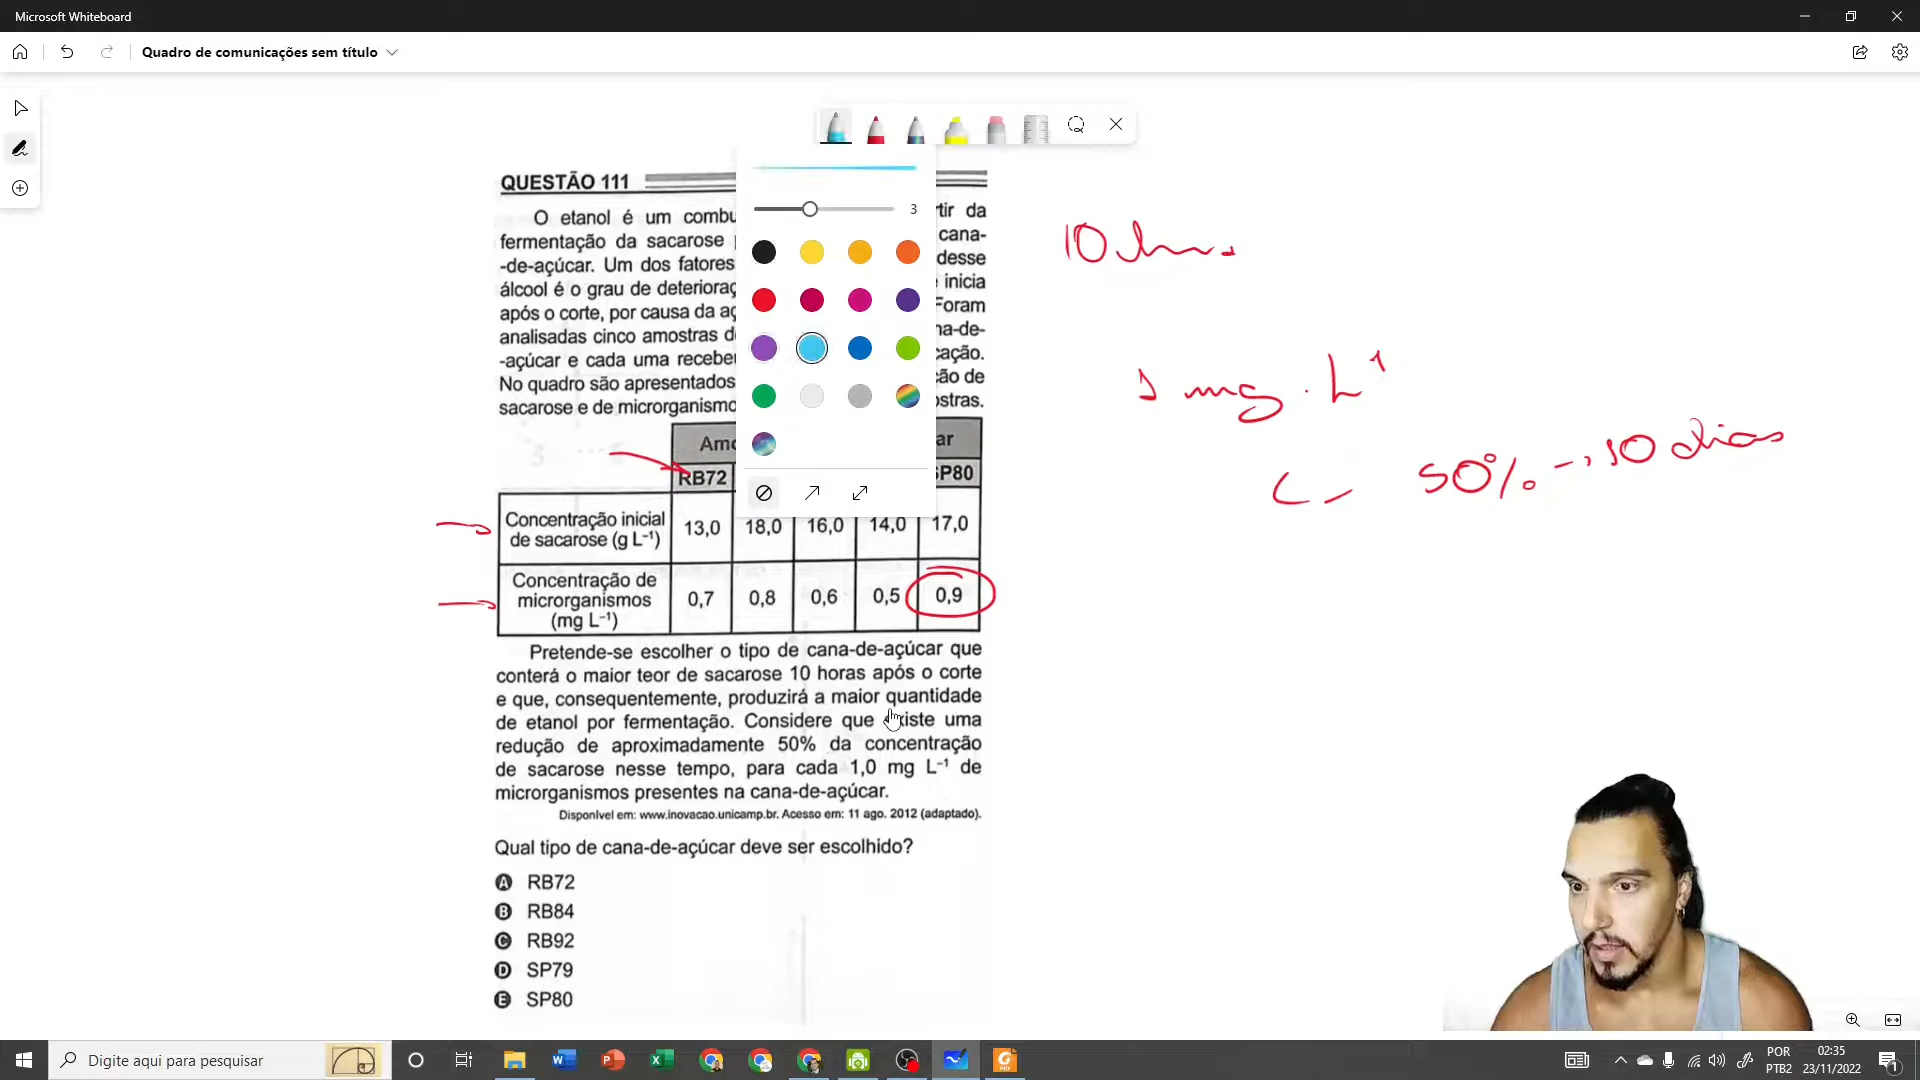 Microsoft Whiteboard
Quadro de comunicações sem título
3
QUESTÃO 111
O etanol é um combu tir da
fermentação da sacarose cana-
-de-açúcar. Um dos fatores desse
álcool é o grau de deterioraç inicia
após o corte, por causa da aç Foram
analisadas cinco amostras d na-de-
-açúcar e cada uma recebe cação.
No quadro são apresentados ão de
sacarose e de microrganismo stras.
Amo ar
RB72 SP80
Concentração inicial
de sacarose (g L⁻¹)
13,0 18,0 16,0 14,0 17,0
Concentração de
microrganismos
(mg L⁻¹)
0,7 0,8 0,6 0,5 0,9
Pretende-se escolher o tipo de cana-de-açúcar que
conterá o maior teor de sacarose 10 horas após o corte
e que, consequentemente, produzirá a maior quantidade
de etanol por fermentação. Considere que existe uma
redução de aproximadamente 50% da concentração
de sacarose nesse tempo, para cada 1,0 mg L⁻¹ de
microrganismos presentes na cana-de-açúcar.
Disponível em: www.inovacao.unicamp.br. Acesso em: 11 ago. 2012 (adaptado).
Qual tipo de cana-de-açúcar deve ser escolhido?
A RB72
B RB84
C RB92
D SP79
E SP80
10
1 mg · L⁻¹
50% → 10 dias
Digite aqui para pesquisar
POR
PTB2
02:35
23/11/2022
1